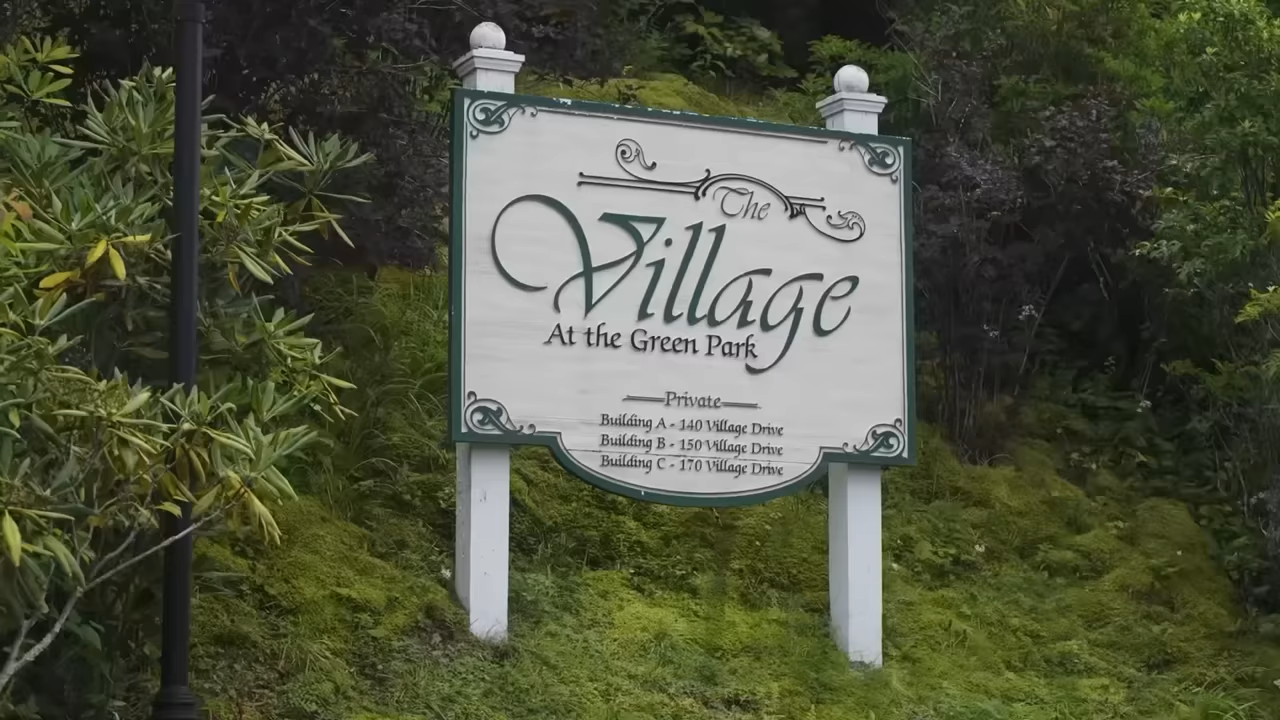 The
Village
At the Green Park
Private
Building A - 140 Village Drive
Building B - 150 Village Drive
Building C - 170 Village Drive